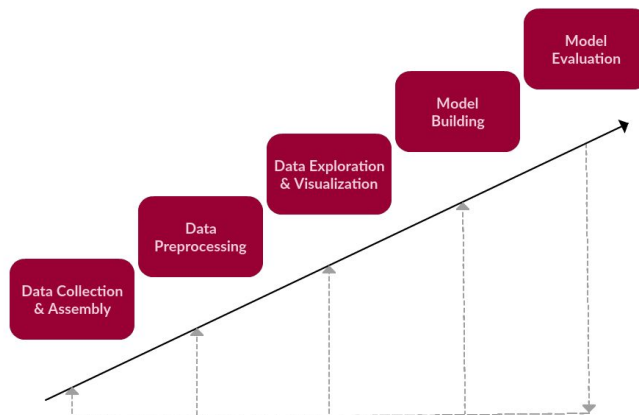 Model
Evaluation
Model
Building
Data Exploration
& Visualization
Data
Preprocessing
Data Collection
& Assembly